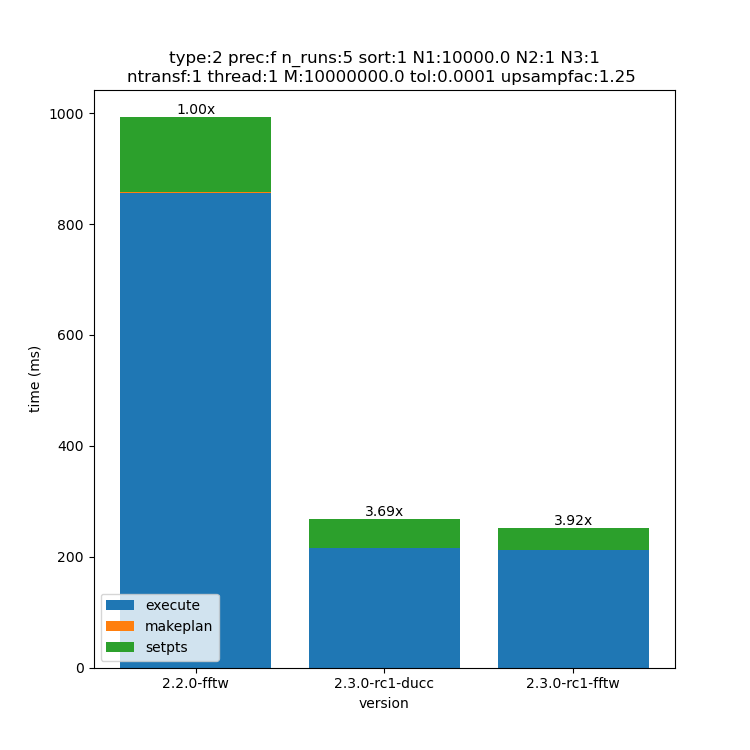 type:2 prec:f n_runs:5 sort:1 N1:10000.0 N2:1 N3:1
ntransf:1 thread:1 M:10000000.0 tol:0.0001 upsampfac:1.25
1000
800
600
400
200
0
time (ms)
1.00x
3.69x
3.92x
execute
makeplan
setpts
2.2.0-fftw
2.3.0-rc1-ducc
2.3.0-rc1-fftw
version